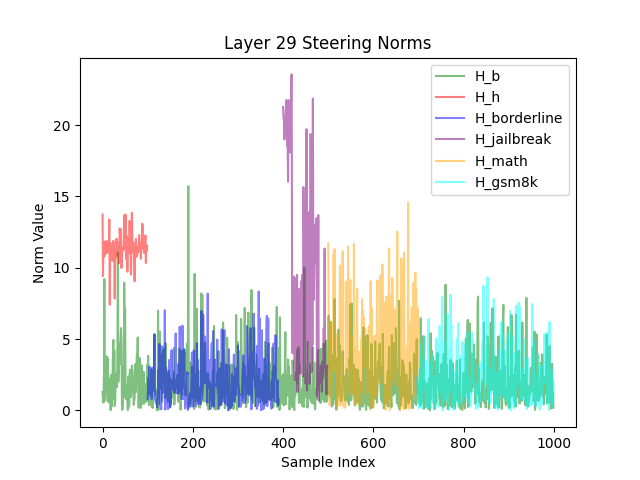 Layer 29 Steering Norms
Norm Value
20
15
10
5
0
0
200
400
600
800
1000
Sample Index
H_b
H_h
H_borderline
H_jailbreak
H_math
H_gsm8k